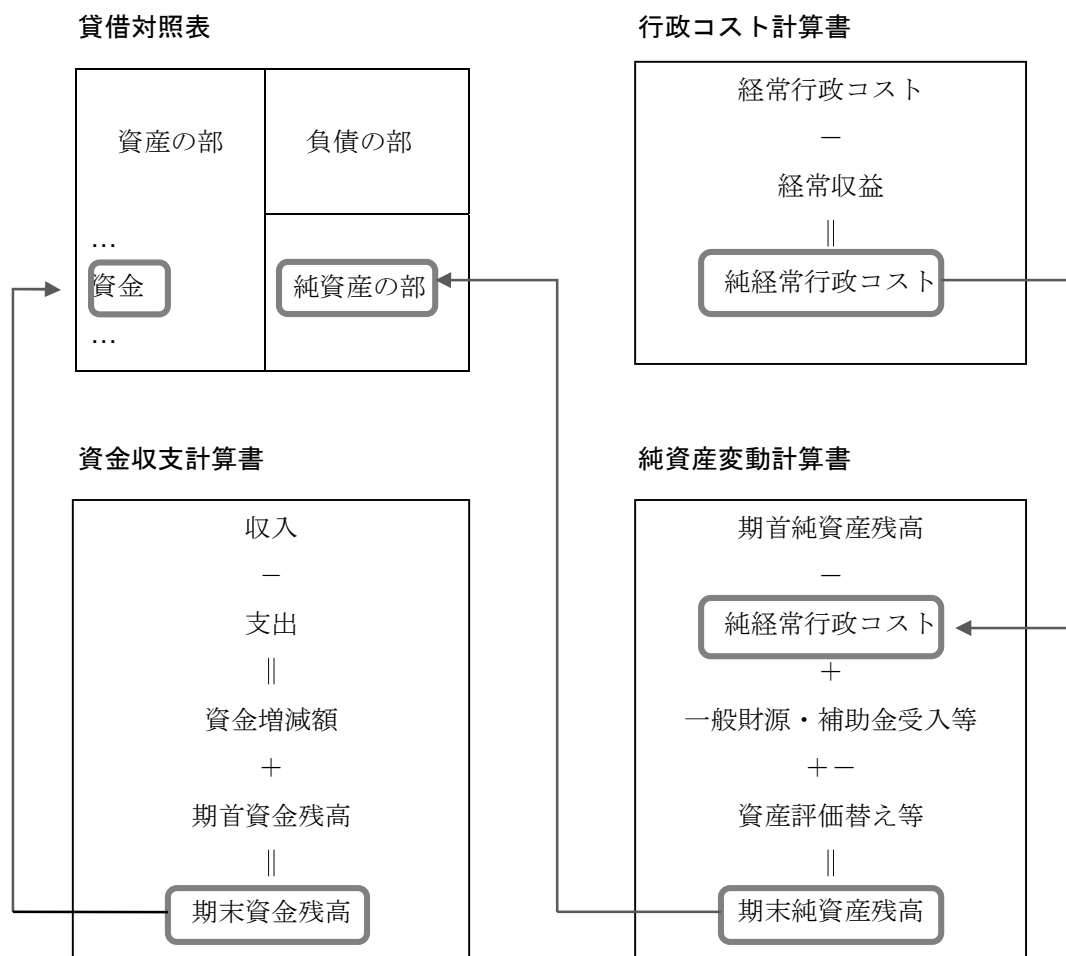 貸借対照表
資産の部
負債の部
…
資金
…
純資産の部
行政コスト計算書
経常行政コスト
－
経常収益
||
純経常行政コスト
資金収支計算書
収入
－
支出
||
資金増減額
＋
期首資金残高
||
期末資金残高
純資産変動計算書
期首純資産残高
－
純経常行政コスト
＋
一般財源・補助金受入等
＋－
資産評価替え等
||
期末純資産残高